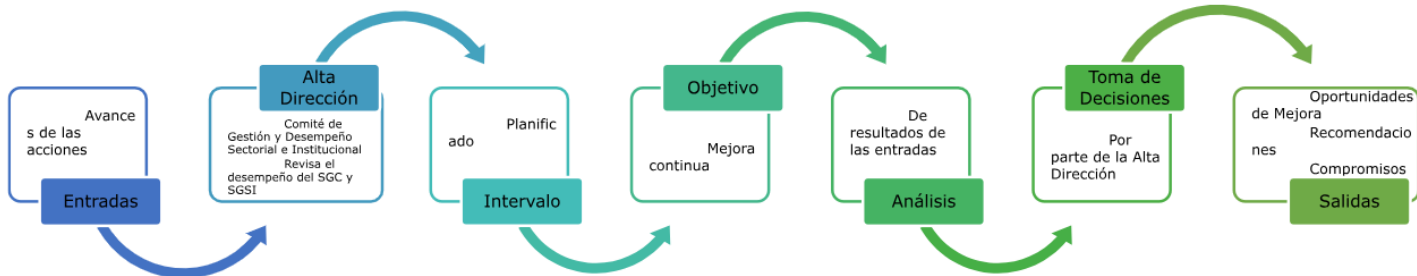 Avance
s de las
acciones
Entradas
Alta
Dirección
Comité de
Gestión y Desempeño
Sectorial e Institucional
Revisa el
desempeño del SGC y
SGSI
Planific
ado
Intervalo
Objetivo
Mejora
continua
De
resultados de
las entradas
Análisis
Toma de
Decisiones
Por
parte de la Alta
Dirección
Oportunidades
de Mejora
Recomendacio
nes
Compromisos
Salidas